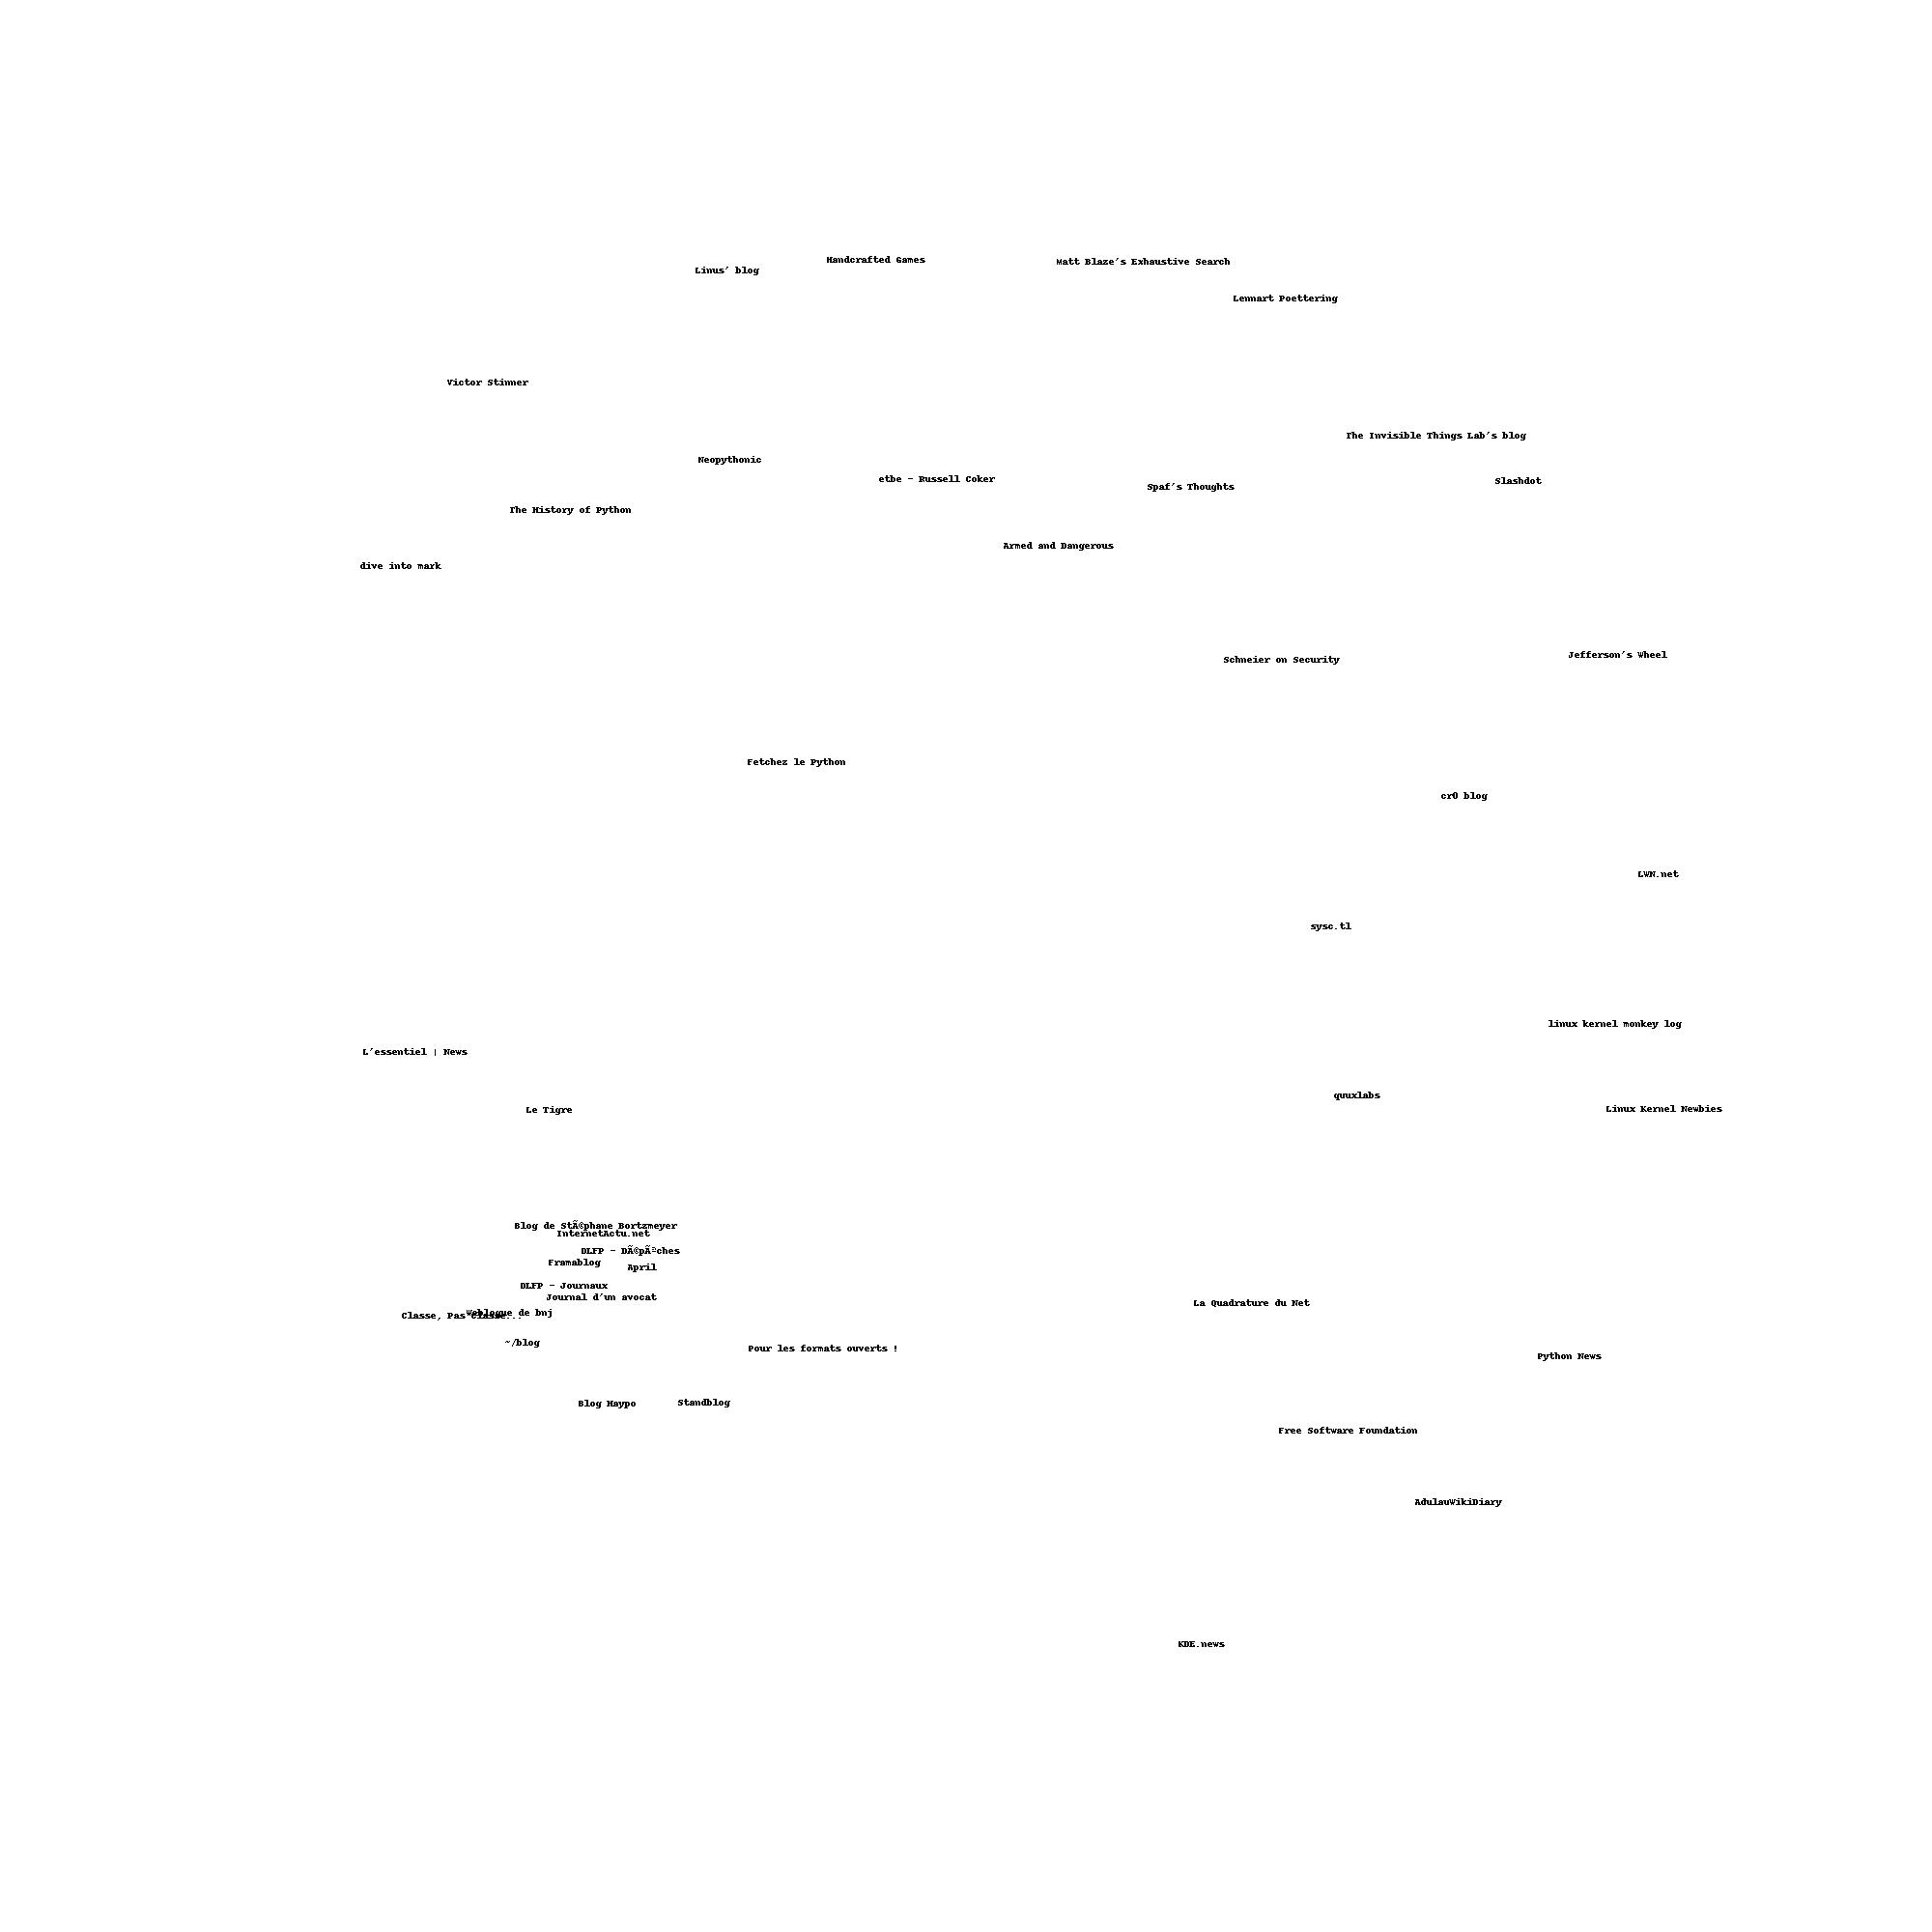 Handcrafted Games
Matt Blaze's Exhaustive Search
Linus' blog
Lennart Poettering
Victor Stinner
The Invisible Things Lab's blog
Neopythonic
etbe - Russell Coker
Slashdot
Spaf's Thoughts
The History of Python
Armed and Dangerous
dive into mark
Jefferson's Wheel
Schneier on Security
Fetchez le Python
cr0 blog
LWN.net
sysc.tl
linux kernel monkey log
L'essentiel | News
quuxlabs
Linux Kernel Newbies
Le Tigre
Blog de StÃ©phane Bortzmeyer
InternetActu.net
DLFP - DÃ©pÃªches
Framablog
April
DLFP - Journaux
Journal d'un avocat
La Quadrature du Net
Weblogue de bnj
Classe, Pas Classe...
~/blog
Pour les formats ouverts !
Python News
Blog Haypo
Standblog
Free Software Foundation
AdulauWikiDiary
KDE.news